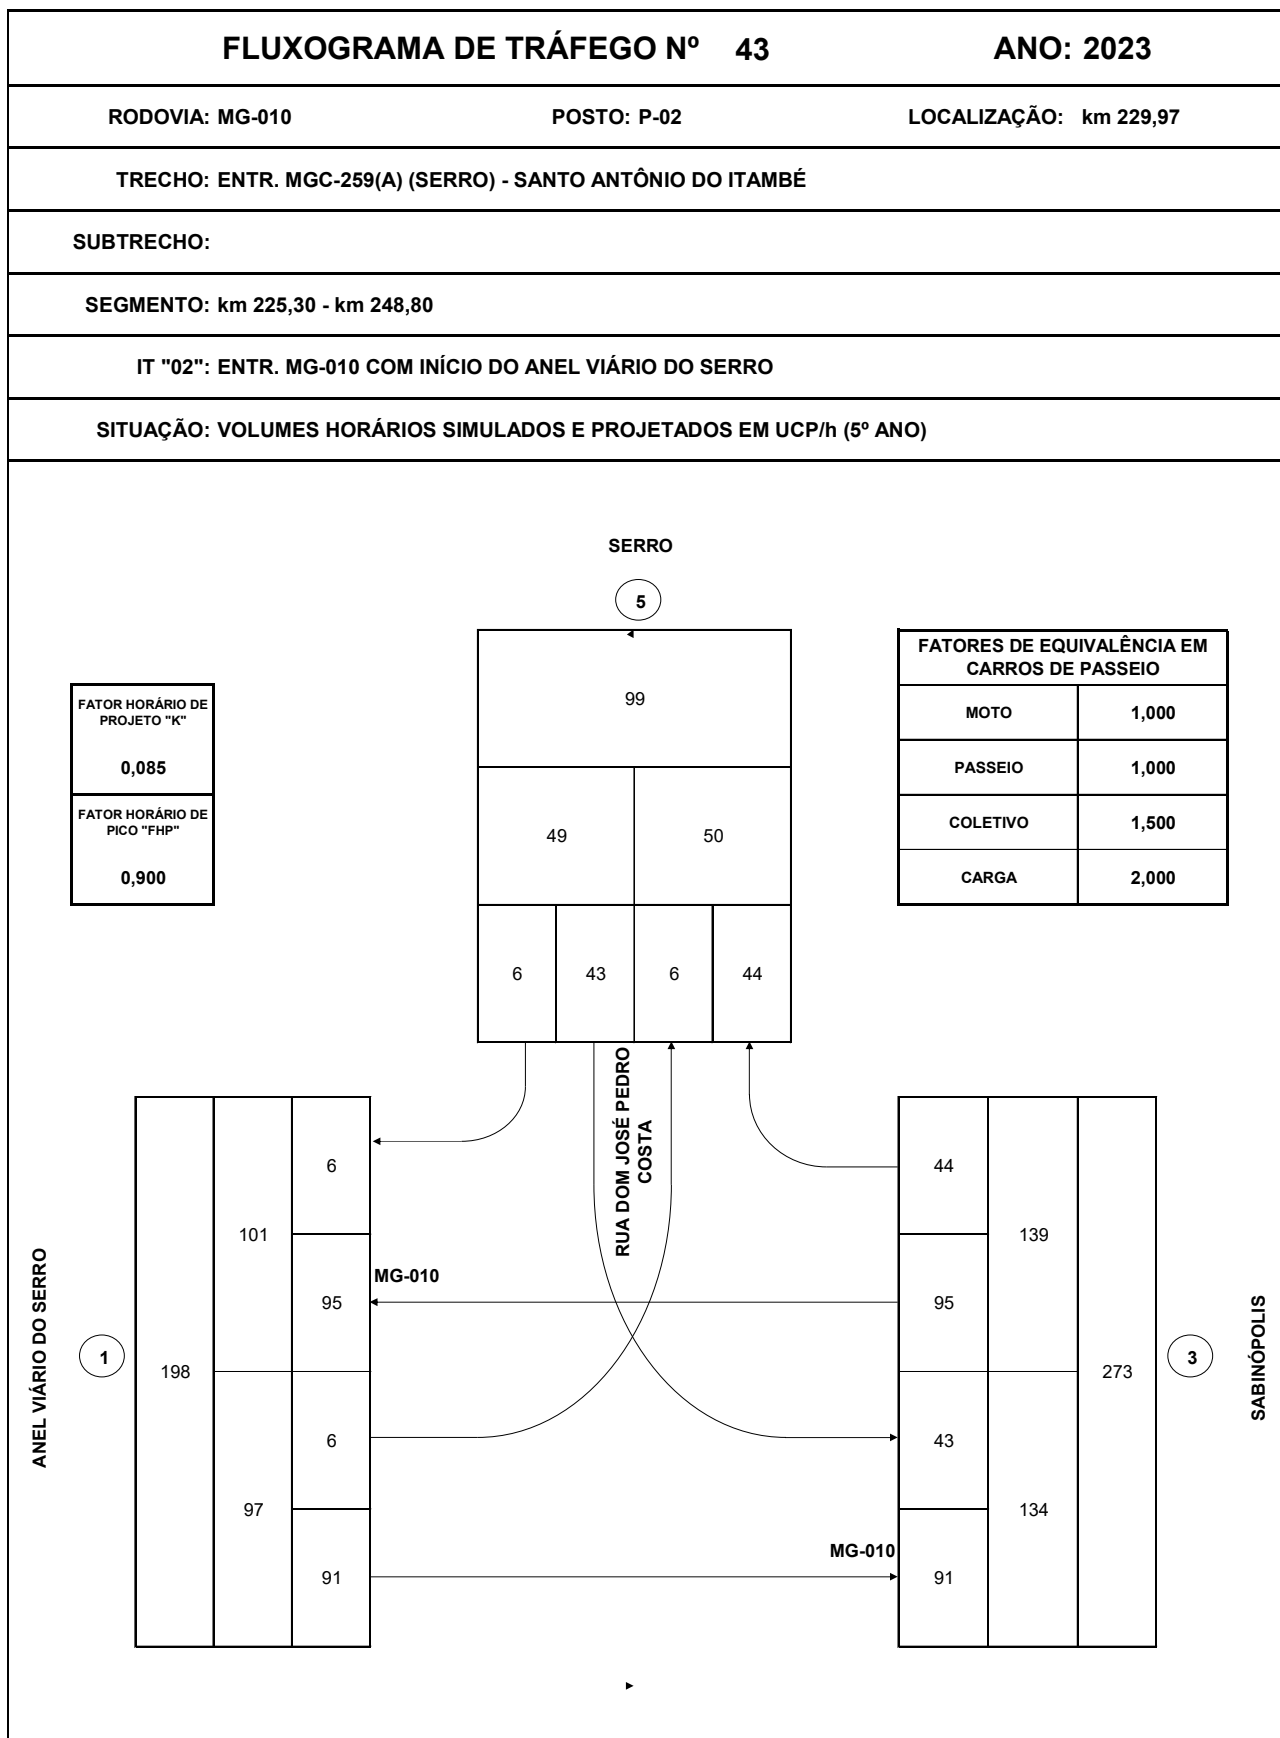 FLUXOGRAMA DE TRÁFEGO Nº 43 ANO: 2023
RODOVIA: MG-010 POSTO: P-02 LOCALIZAÇÃO: km 229,97
TRECHO: ENTR. MGC-259(A) (SERRO) - SANTO ANTÔNIO DO ITAMBÉ
SUBTRECHO:
SEGMENTO: km 225,30 - km 248,80
IT "02": ENTR. MG-010 COM INÍCIO DO ANEL VIÁRIO DO SERRO
SITUAÇÃO: VOLUMES HORÁRIOS SIMULADOS E PROJETADOS EM UCP/h (5º ANO)
SERRO
5
FATOR HORÁRIO DE
PROJETO "K"
0,085
FATOR HORÁRIO DE
PICO "FHP"
0,900
99
49 50
6 43 6 44
FATORES DE EQUIVALÊNCIA EM
CARROS DE PASSEIO
MOTO 1,000
PASSEIO 1,000
COLETIVO 1,500
CARGA 2,000
RUA DOM JOSÉ PEDRO
COSTA
ANEL VIÁRIO DO SERRO
1
198
101
97
6
95
6
91
MG-010
MG-010
44
95
43
91
139
134
273
3
SABINÓPOLIS